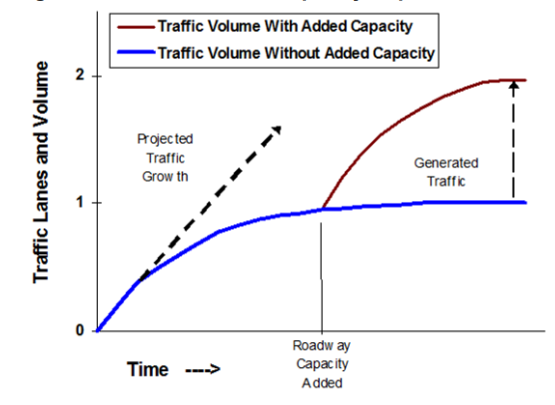 Traffic Volume With Added Capacity
Traffic Volume Without Added Capacity
Traffic Lanes and Volume
2
1
0
Projected
Traffic
Growth
Generated
Traffic
Roadway
Capacity
Added
Time ---->